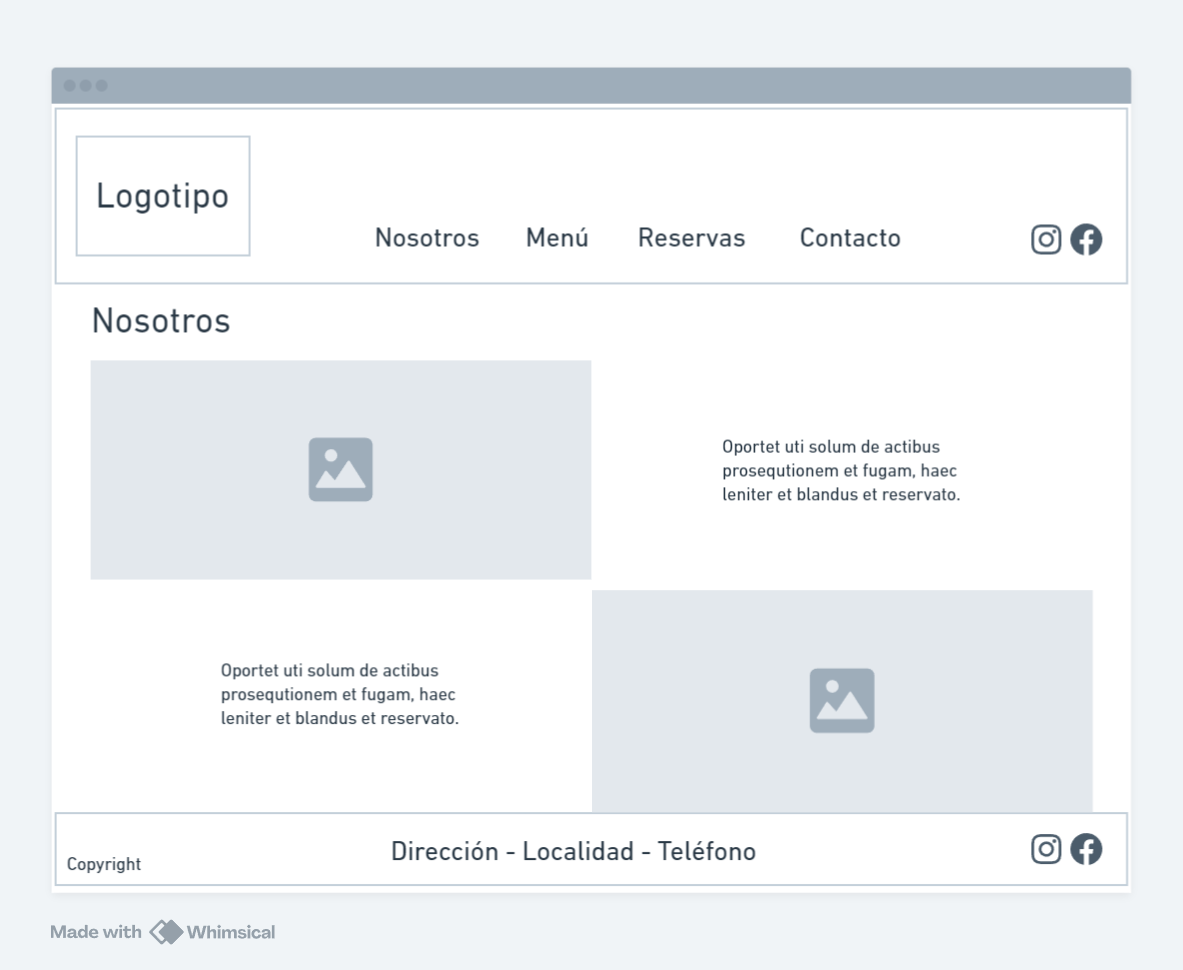 Logotipo
Nosotros Menú Reservas Contacto
Nosotros
Oportet uti solum de actibus
prosequtionem et fugam, haec
leniter et blandus et reservato.
Oportet uti solum de actibus
prosequtionem et fugam, haec
leniter et blandus et reservato.
Copyright
Dirección - Localidad - Teléfono
Made with Whimsical